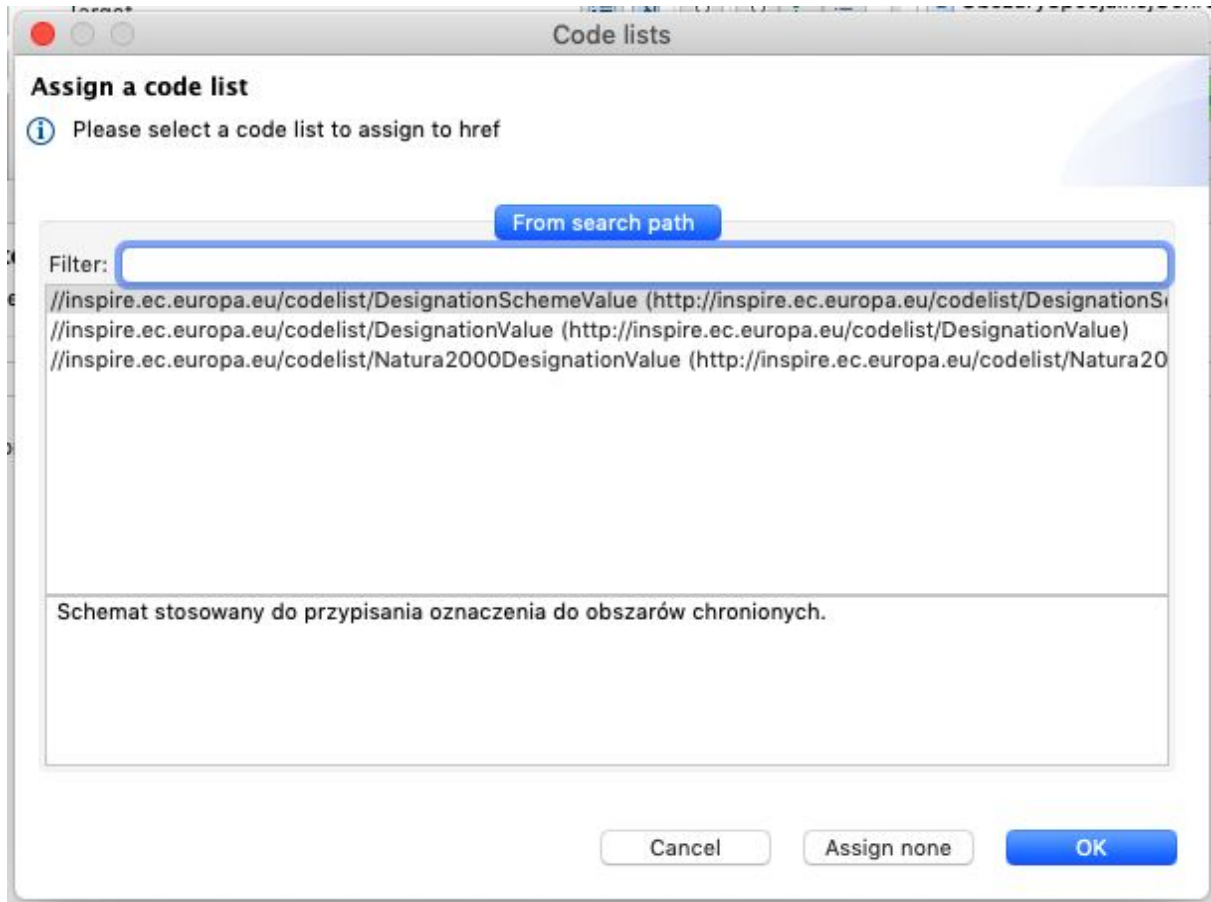 Code lists
Assign a code list
Please select a code list to assign to href
From search path
Filter:
//inspire.ec.europa.eu/codelist/DesignationSchemeValue (http://inspire.ec.europa.eu/codelist/DesignationS
//inspire.ec.europa.eu/codelist/DesignationValue (http://inspire.ec.europa.eu/codelist/DesignationValue)
//inspire.ec.europa.eu/codelist/Natura2000DesignationValue (http://inspire.ec.europa.eu/codelist/Natura20
Schemat stosowany do przypisania oznaczenia do obszarów chronionych.
Cancel
Assign none
OK